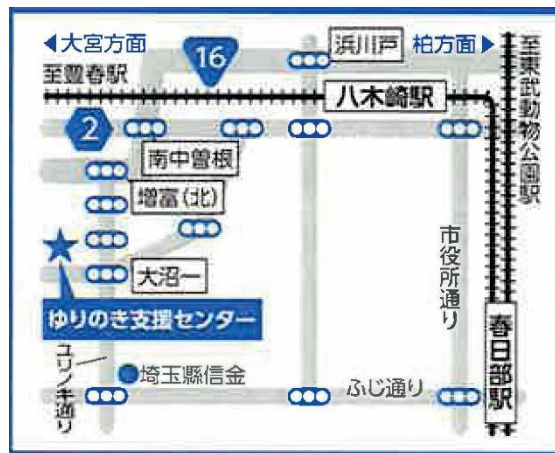 ◀大宮方面
16
浜川戸
柏方面▶
至豊春駅
至東武動物公園駅
八木崎駅
2
南中曽根
増富(北)
大沼一
ゆりのき支援センター
市役所通り
春日部駅
ユリノキ通り
●埼玉縣信金
ふじ通り